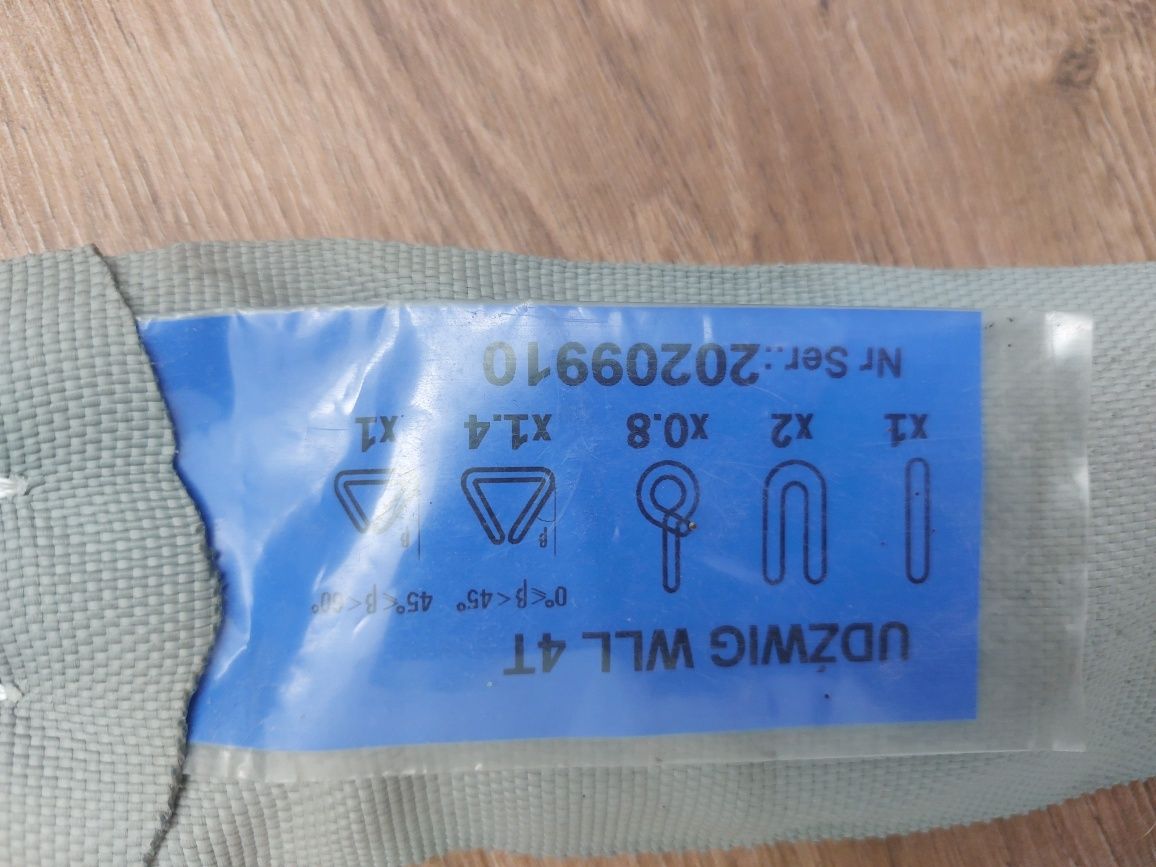 UDŹWIG WLL 4T
0°≤β<45° 45°≤β<60°
β β
x1 x2 x0.8 x1.4 x1
Nr Ser.:20209910